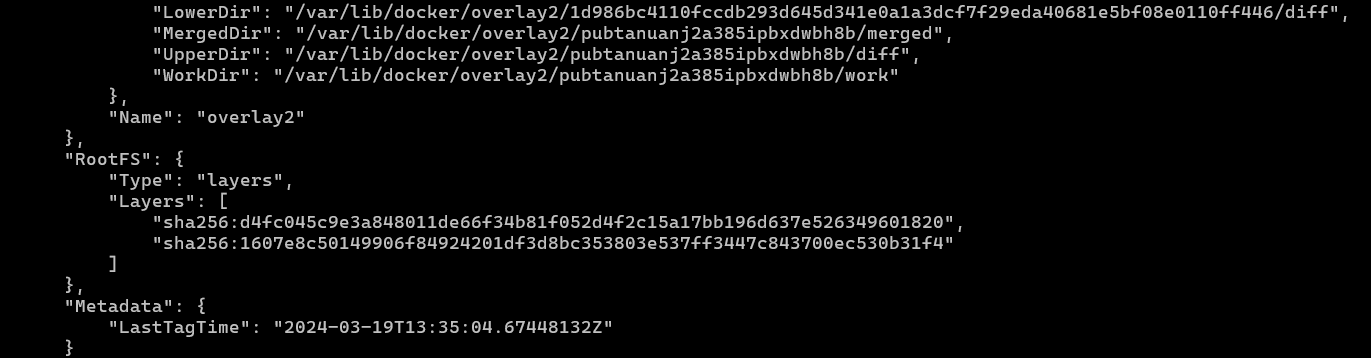 "LowerDir": "/var/lib/docker/overlay2/1d986bc4110fccdb293d645d341e0a1a3dcf7f29eda40681e5bf08e0110ff446/diff",
"MergedDir": "/var/lib/docker/overlay2/pubtanuanj2a385ipbxdwbh8b/merged",
"UpperDir": "/var/lib/docker/overlay2/pubtanuanj2a385ipbxdwbh8b/diff",
"WorkDir": "/var/lib/docker/overlay2/pubtanuanj2a385ipbxdwbh8b/work"
},
"Name": "overlay2"
},
"RootFS": {
"Type": "layers",
"Layers": [
"sha256:d4fc045c9e3a848011de66f34b81f052d4f2c15a17bb196d637e526349601820",
"sha256:1607e8c50149906f84924201df3d8bc353803e537ff3447c843700ec530b31f4"
]
},
"Metadata": {
"LastTagTime": "2024-03-19T13:35:04.67448132Z"
}